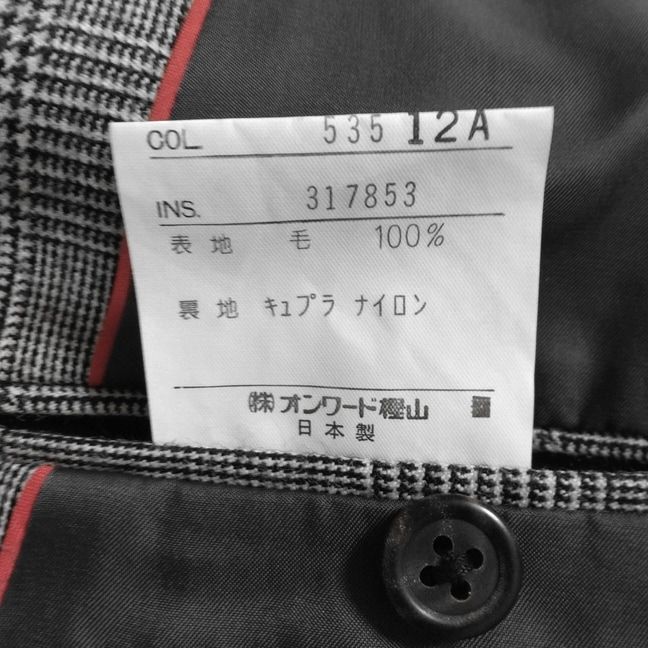 COL. 535 12A
INS. 317853
表地 毛 100%
裏地 キュプラ ナイロン
㈱オンワード樫山
日本製